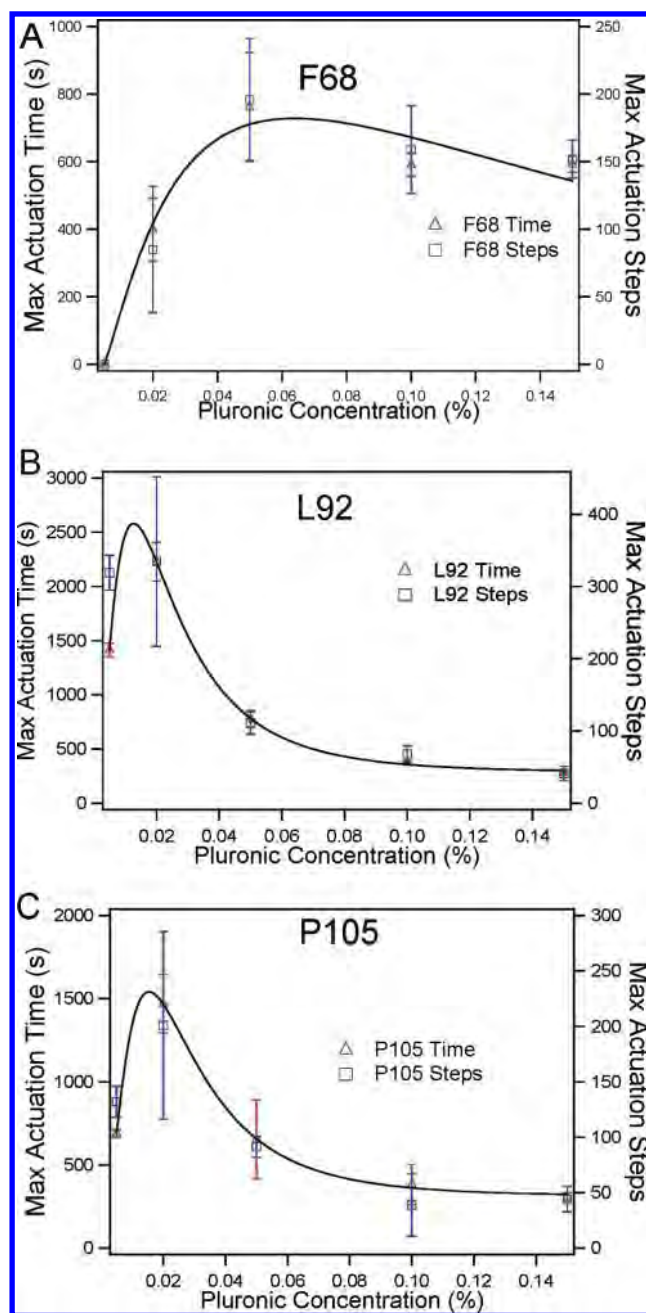 A
F68
Max Actuation Time (s)
1000
800
600
400
200
0
250
200
150
100
50
0
Max Actuation Steps
F68 Time
F68 Steps
0.02 0.04 0.06 0.08 0.10 0.12 0.14
Pluronic Concentration (%)
B
L92
Max Actuation Time (s)
3000
2500
2000
1500
1000
500
0
400
300
200
100
0
Max Actuation Steps
L92 Time
L92 Steps
0.02 0.04 0.06 0.08 0.10 0.12 0.14
Pluronic Concentration (%)
C
P105
Max Actuation Time (s)
2000
1500
1000
500
0
300
250
200
150
100
50
0
Max Actuation Steps
P105 Time
P105 Steps
0.02 0.04 0.06 0.08 0.10 0.12 0.14
Pluronic Concentration (%)